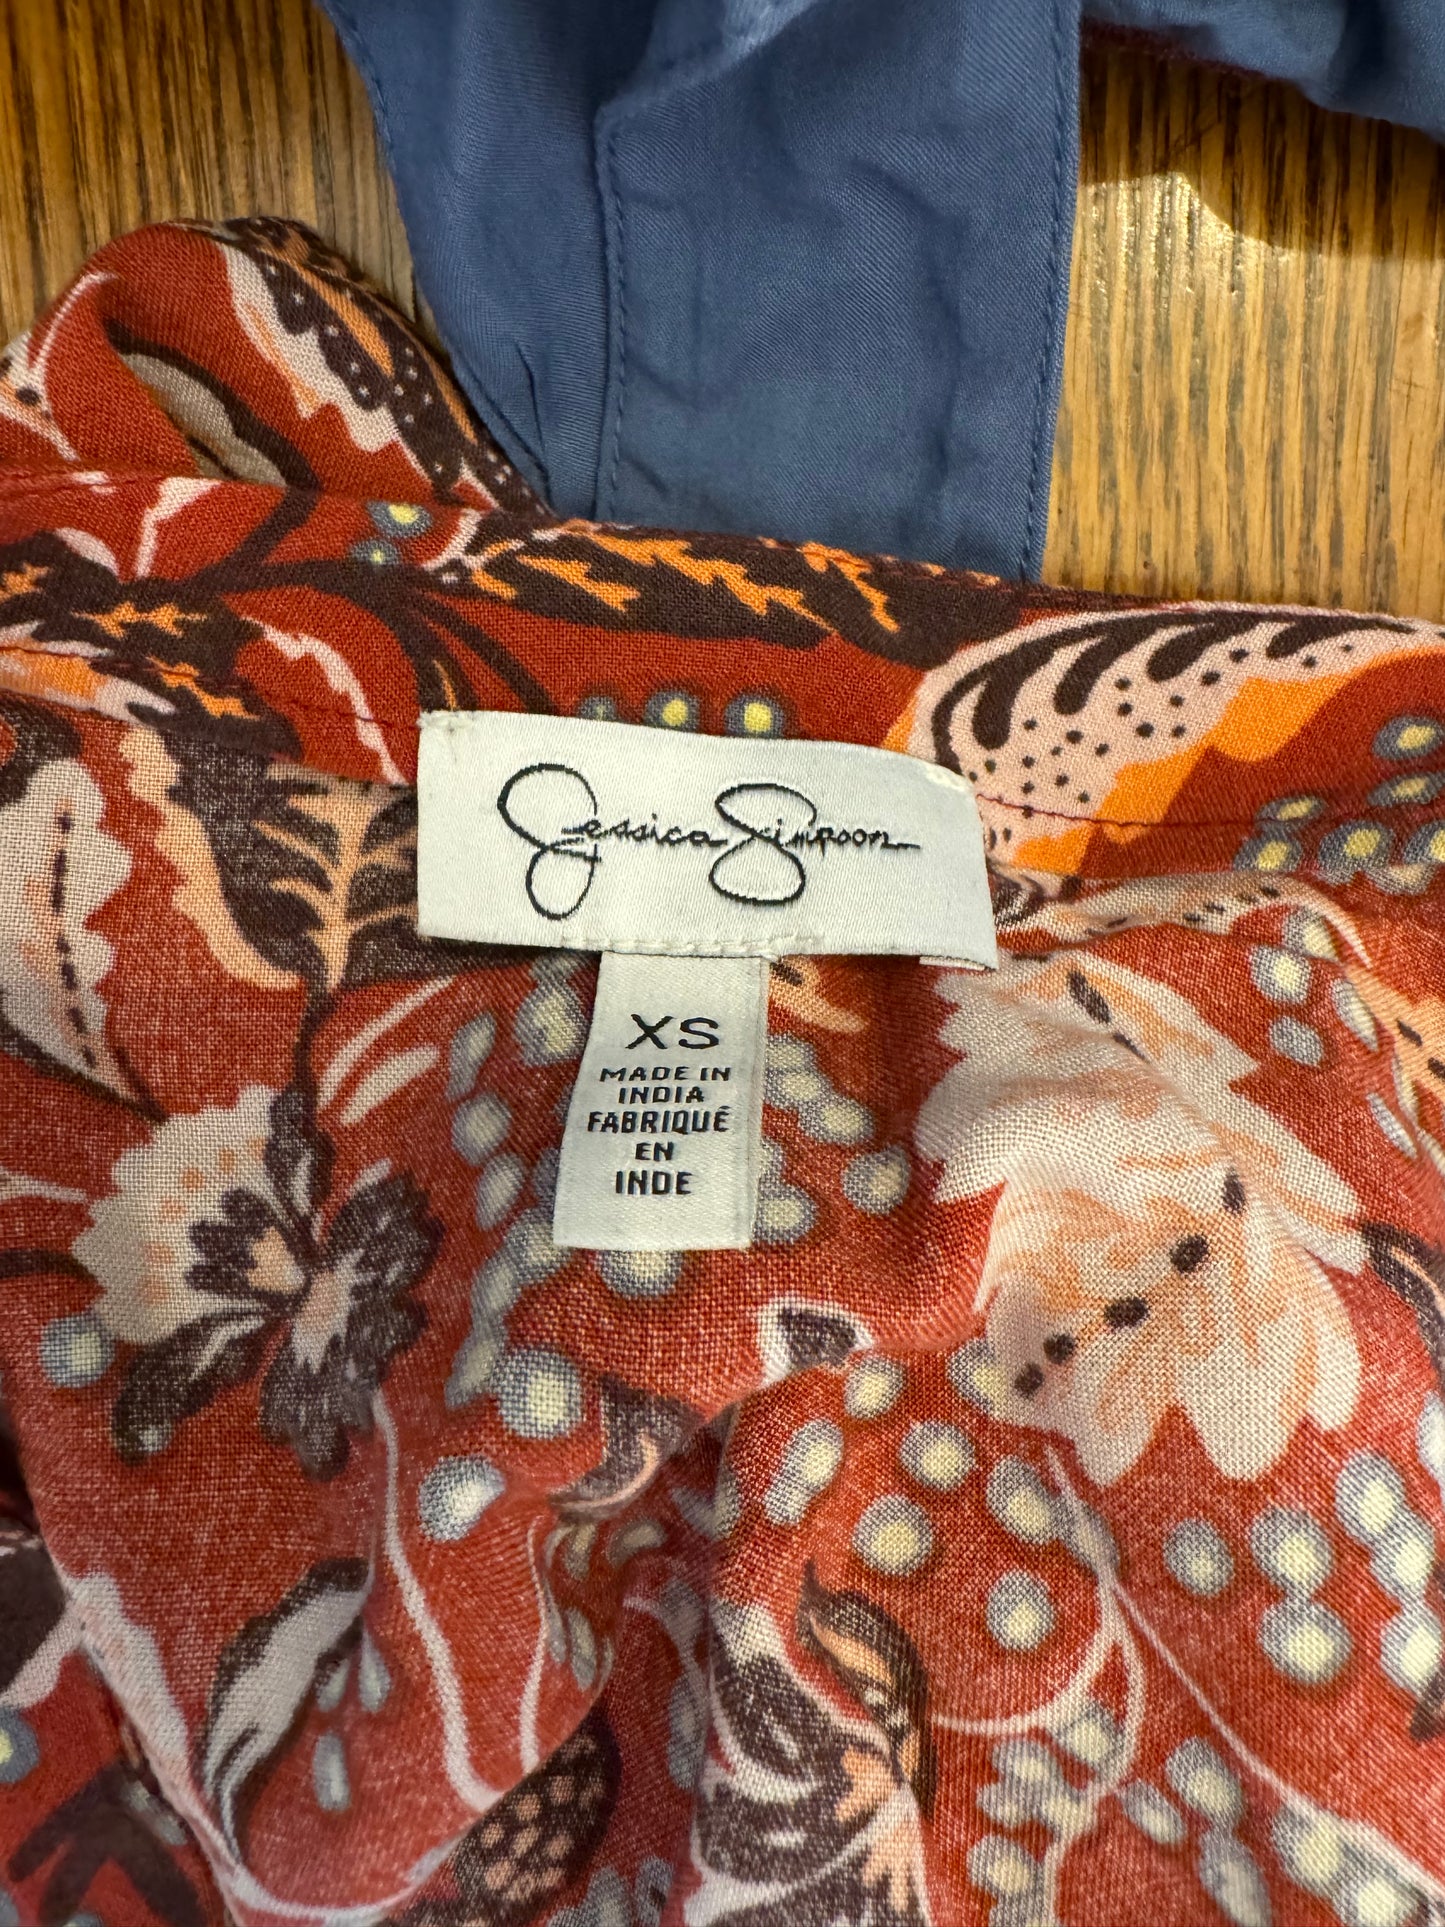 Jessica Simpson
XS
MADE IN
INDIA
FABRIQUÉ
EN
INDE